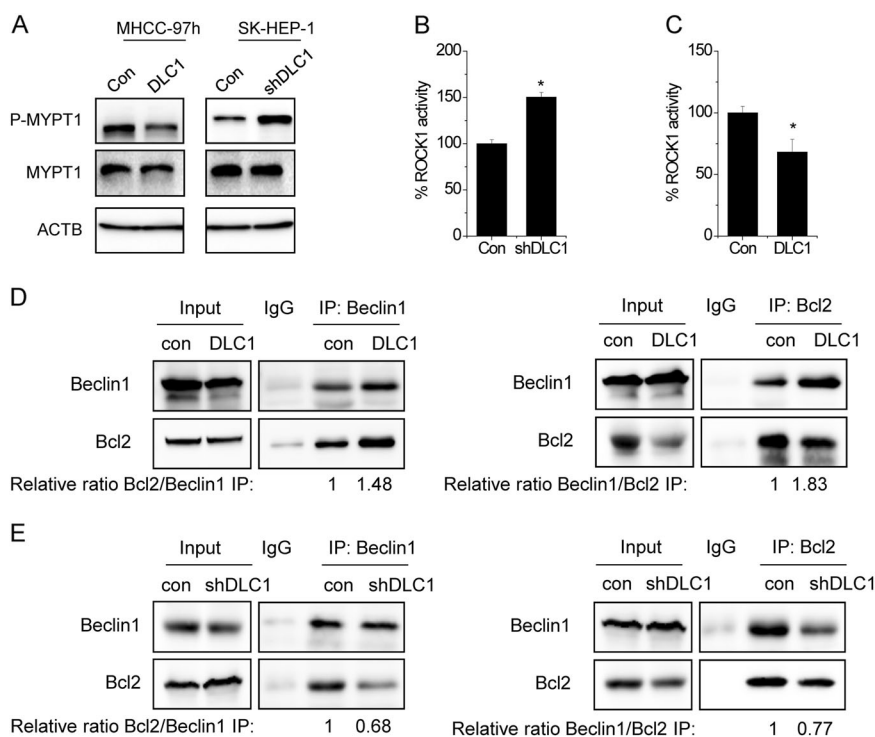 A
MHCC-97h SK-HEP-1
Con DLC1 Con shDLC1
P-MYPT1
MYPT1
ACTB
B
% ROCK1 activity
200
150
100
50
0
*
Con shDLC1
C
% ROCK1 activity
150
100
75
50
0
*
Con DLC1
D
Input IgG IP: Beclin1
con DLC1 con DLC1
Beclin1
Bcl2
Relative ratio Bcl2/Beclin1 IP: 1 1.48
Input IgG IP: Bcl2
con DLC1 con DLC1
Beclin1
Bcl2
Relative ratio Beclin1/Bcl2 IP: 1 1.83
E
Input IgG IP: Beclin1
con shDLC1 con shDLC1
Beclin1
Bcl2
Relative ratio Bcl2/Beclin1 IP: 1 0.68
Input IgG IP: Bcl2
con shDLC1 con shDLC1
Beclin1
Bcl2
Relative ratio Beclin1/Bcl2 IP: 1 0.77